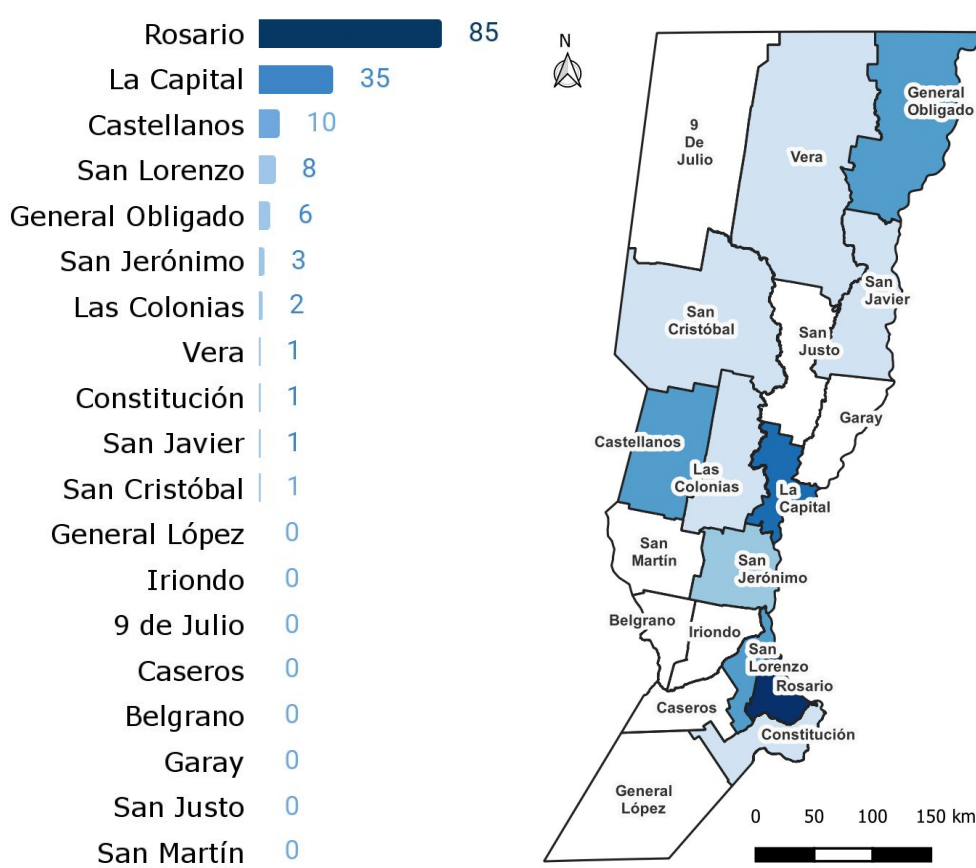 Rosario 85
La Capital 35
Castellanos 10
San Lorenzo 8
General Obligado 6
San Jerónimo 3
Las Colonias 2
Vera 1
Constitución 1
San Javier 1
San Cristóbal 1
General López 0
Iriondo 0
9 de Julio 0
Caseros 0
Belgrano 0
Garay 0
San Justo 0
San Martín 0
N
General
Obligado
9
De
Julio
Vera
San
Javier
San
Cristóbal
San
Justo
Garay
Castellanos
Las
Colonias
La
Capital
San
Martín
San
Jerónimo
Belgrano
Iriondo
San
Lorenzo
Rosario
Caseros
Constitución
General
López
0 50 100 150 km